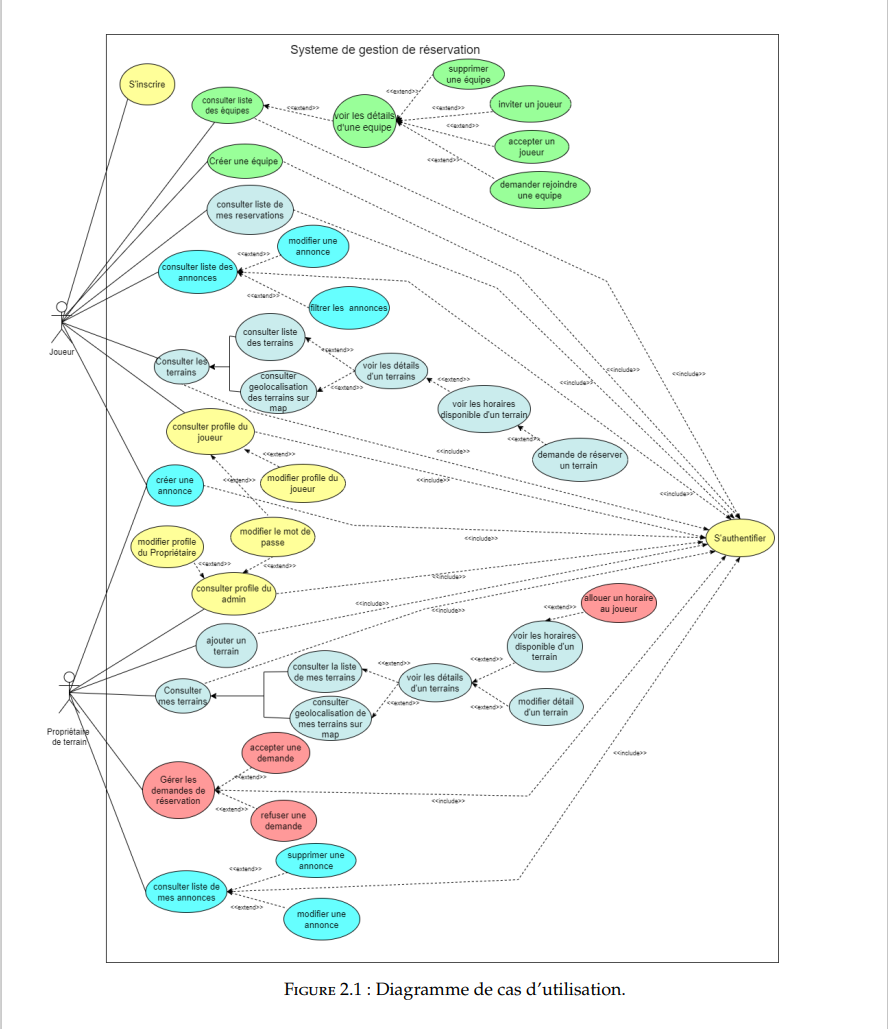 Systeme de gestion de réservation
S'inscrire
consulter liste
des équipes
<<extend>>
voir les détails
d'une equipe
<<extend>>
supprimer
une équipe
<<extend>>
inviter un joueur
<<extend>>
accepter un
joueur
<<extend>>
demander rejoindre
une equipe
Créer une équipe
consulter liste de
mes reservations
consulter liste des
annonces
<<extend>>
modifier une
annonce
<<extend>>
filtrer les annonces
Joueur
Consulter les
terrains
consulter liste
des terrains
consulter
geolocalisation
des terrains sur
map
<<extend>>
<<extend>>
voir les détails
d'un terrains
<<extend>>
voir les horaires
disponible d'un terrain
<<extend>>
demande de réserver
un terrain
<<include>>
<<include>>
<<include>>
<<include>>
<<include>>
<<include>>
consulter profile du
joueur
<<extend>>
modifier profile du
joueur
<<extend>>
créer une
annonce
<<include>>
S'authentifier
modifier profile
du Propriétaire
<<extend>>
modifier le mot de
passe
<<extend>>
consulter profile du
admin
<<include>>
<<include>>
<<include>>
ajouter un
terrain
allouer un horaire
au joueur
<<extend>>
voir les horaires
disponible d'un
terrain
Propriétaire
de terrain
Consulter
mes terrains
consulter la liste
de mes terrains
consulter
geolocalisation de
mes terrains sur
map
<<extend>>
<<extend>>
voir les détails
d'un terrains
<<extend>>
<<extend>>
modifier détail
d'un terrain
<<include>>
accepter une
demande
<<extend>>
Gérer les
demandes de
réservation
<<extend>>
refuser une
demande
<<include>>
supprimer une
annonce
<<extend>>
consulter liste de
mes annonces
<<extend>>
modifier une
annonce
FIGURE 2.1 : Diagramme de cas d'utilisation.